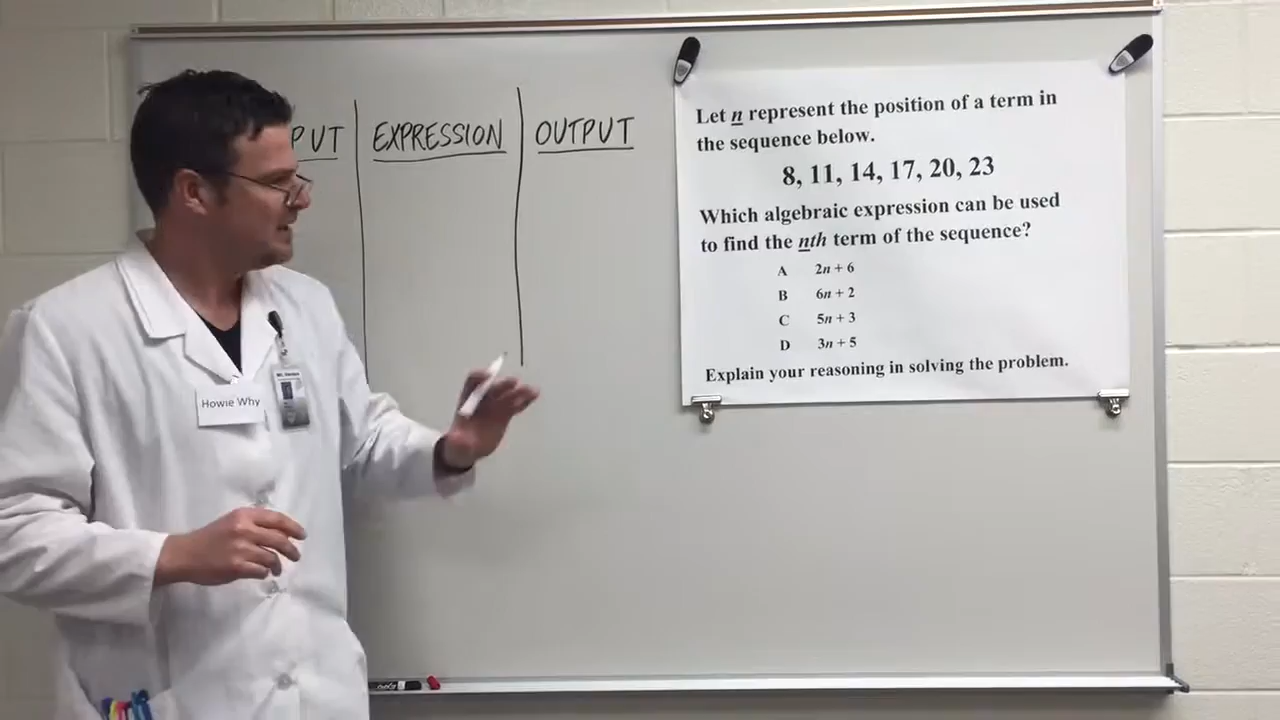 PUT EXPRESSION OUTPUT
Let n represent the position of a term in
the sequence below.
8, 11, 14, 17, 20, 23
Which algebraic expression can be used
to find the nth term of the sequence?
A 2n + 6
B 6n + 2
C 5n + 3
D 3n + 5
Explain your reasoning in solving the problem.
Howie Why